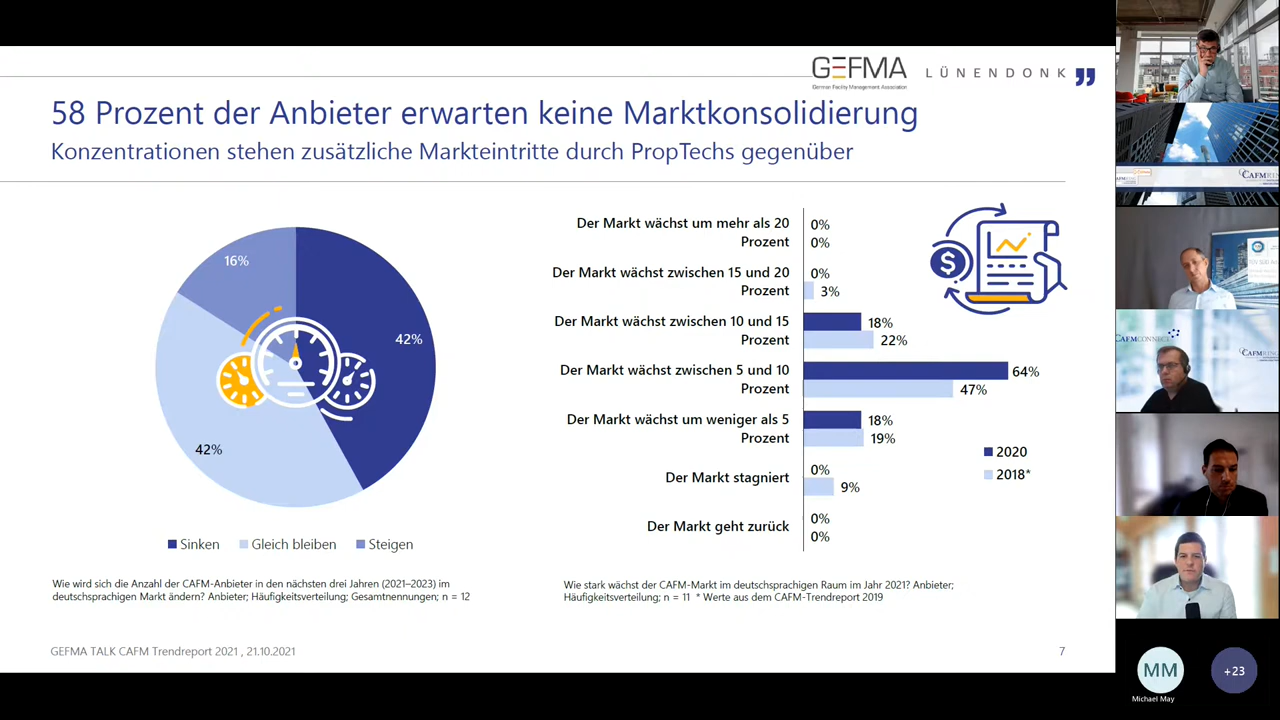 GEFMA
German Facility Management Association
LÜNENDONK
58 Prozent der Anbieter erwarten keine Marktkonsolidierung
Konzentrationen stehen zusätzliche Markteintritte durch PropTechs gegenüber
16%
42%
42%
Sinken
Gleich bleiben
Steigen
Wie wird sich die Anzahl der CAFM-Anbieter in den nächsten drei Jahren (2021–2023) im
deutschsprachigen Markt ändern? Anbieter; Häufigkeitsverteilung; Gesamtnennungen; n = 12
Der Markt wächst um mehr als 20
Prozent
0%
0%
Der Markt wächst zwischen 15 und 20
Prozent
0%
3%
Der Markt wächst zwischen 10 und 15
Prozent
18%
22%
Der Markt wächst zwischen 5 und 10
Prozent
64%
47%
Der Markt wächst um weniger als 5
Prozent
18%
19%
Der Markt stagniert
0%
9%
Der Markt geht zurück
0%
0%
$
2020
2018*
Wie stark wächst der CAFM-Markt im deutschsprachigen Raum im Jahr 2021? Anbieter;
Häufigkeitsverteilung; n = 11 * Werte aus dem CAFM-Trendreport 2019
GEFMA TALK CAFM Trendreport 2021 , 21.10.2021
7
CAFMRING
CAFMCONNECT
CAFMRING
MM
Michael May
+23